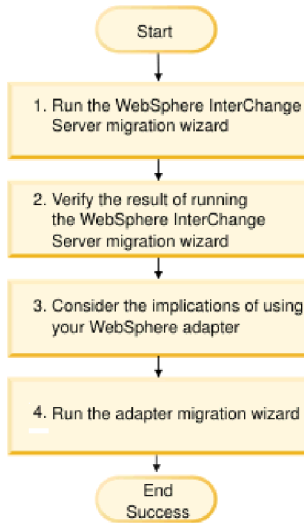 Start
1. Run the WebSphere InterChange
Server migration wizard
2. Verify the result of running
the WebSphere InterChange
Server migration wizard
3. Consider the implications of using
your WebSphere adapter
4. Run the adapter migration wizard
End
Success